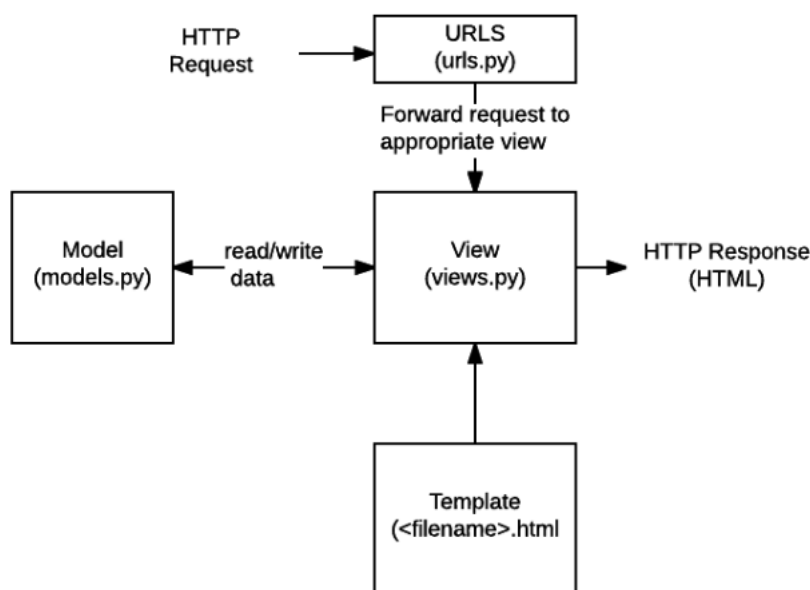 HTTP
Request
URLS
(urls.py)
Forward request to
appropriate view
Model
(models.py)
read/write
data
View
(views.py)
HTTP Response
(HTML)
Template
(<filename>.html